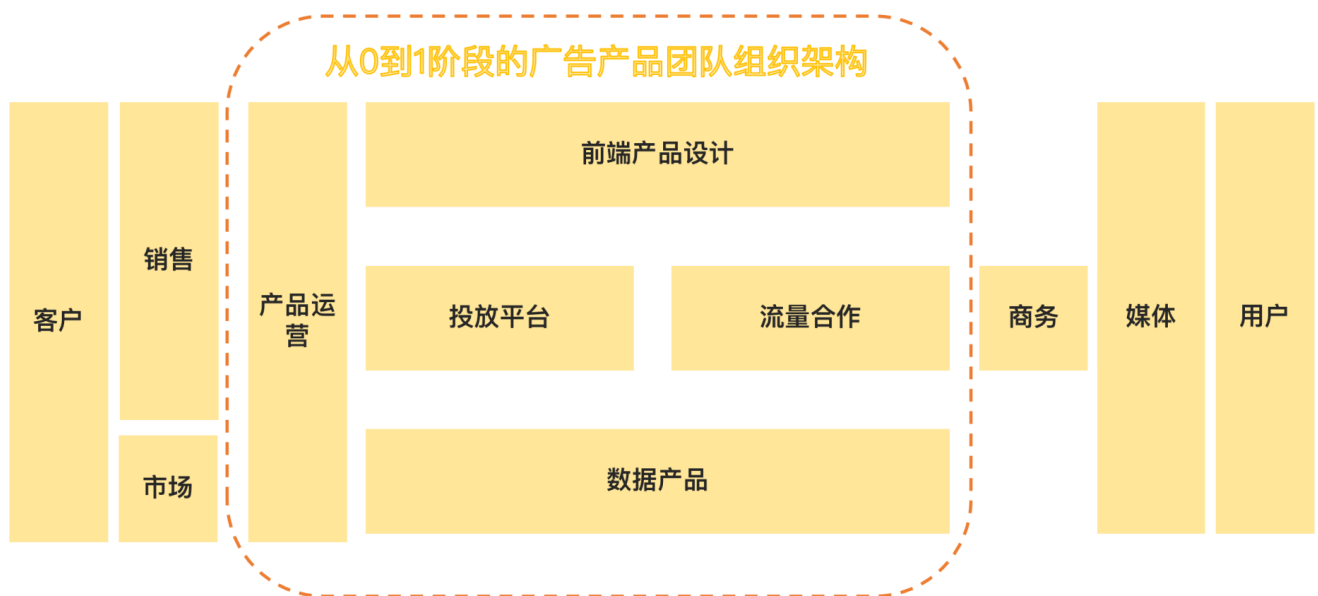 从0到1阶段的广告产品团队组织架构
客户
销售
市场
产品运
营
前端产品设计
投放平台
流量合作
数据产品
商务
媒体
用户